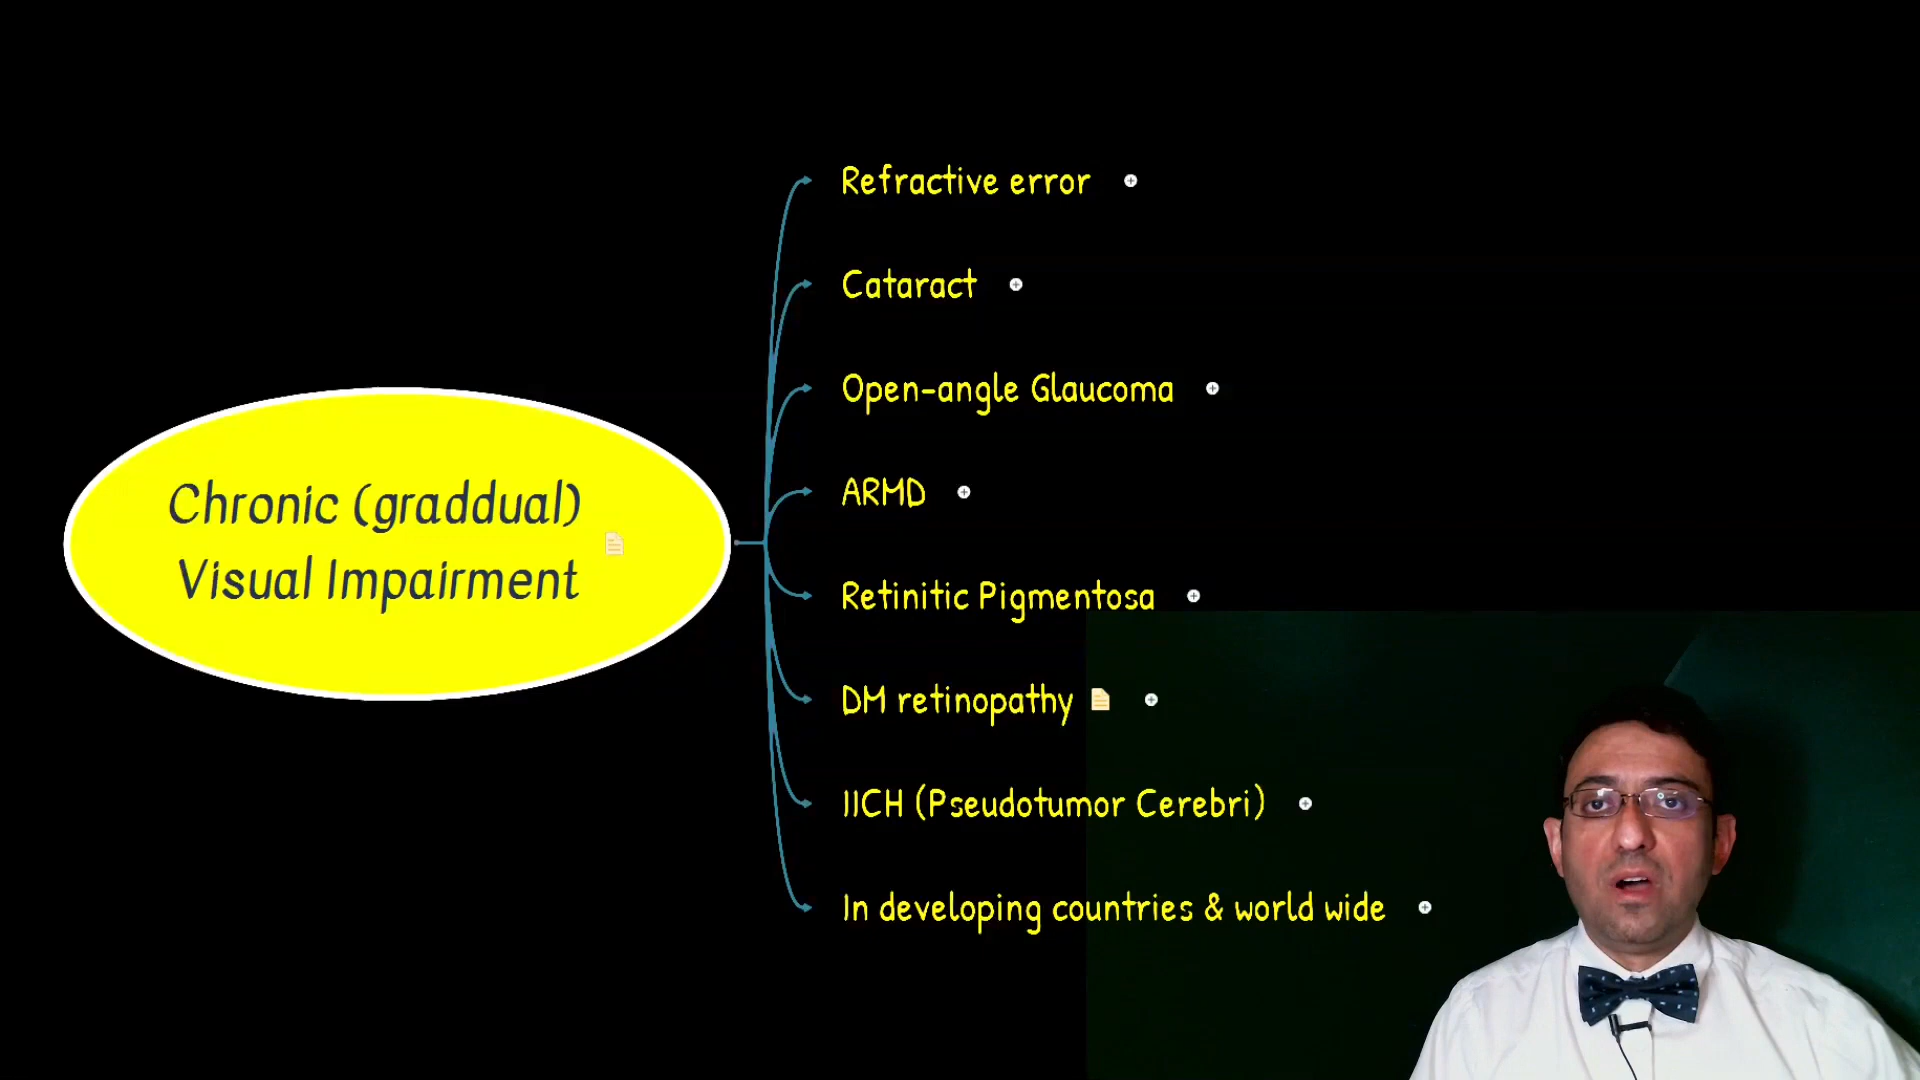 Chronic (graddual)
Visual Impairment
Refractive error
Cataract
Open-angle Glaucoma
ARMD
Retinitic Pigmentosa
DM retinopathy
IICH (Pseudotumor Cerebri)
In developing countries & world wide